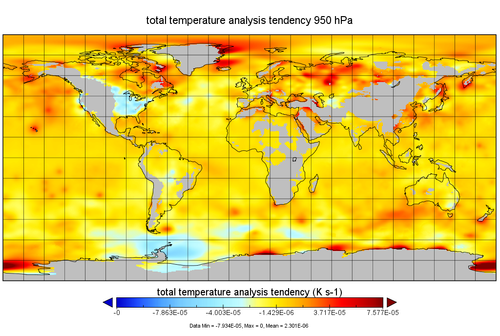 total temperature analysis tendency 950 hPa
total temperature analysis tendency (K s-1)
-0 -7.863E-05 -4.003E-05 -1.429E-06 3.717E-05 7.577E-05
Data Min = -7.934E-05, Max = 0, Mean = 2.301E-06